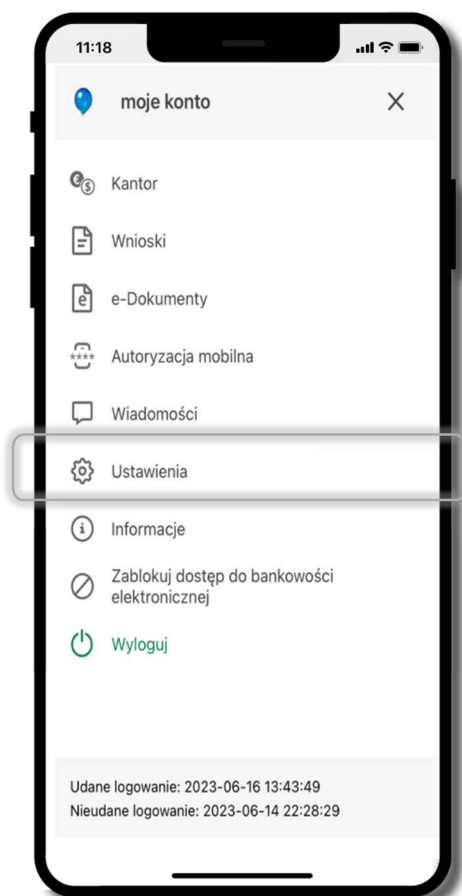 11:18
moje konto
Kantor
Wnioski
e-Dokumenty
Autoryzacja mobilna
Wiadomości
Ustawienia
Informacje
Zablokuj dostęp do bankowości
elektronicznej
Wyloguj
Udane logowanie: 2023-06-16 13:43:49
Nieudane logowanie: 2023-06-14 22:28:29